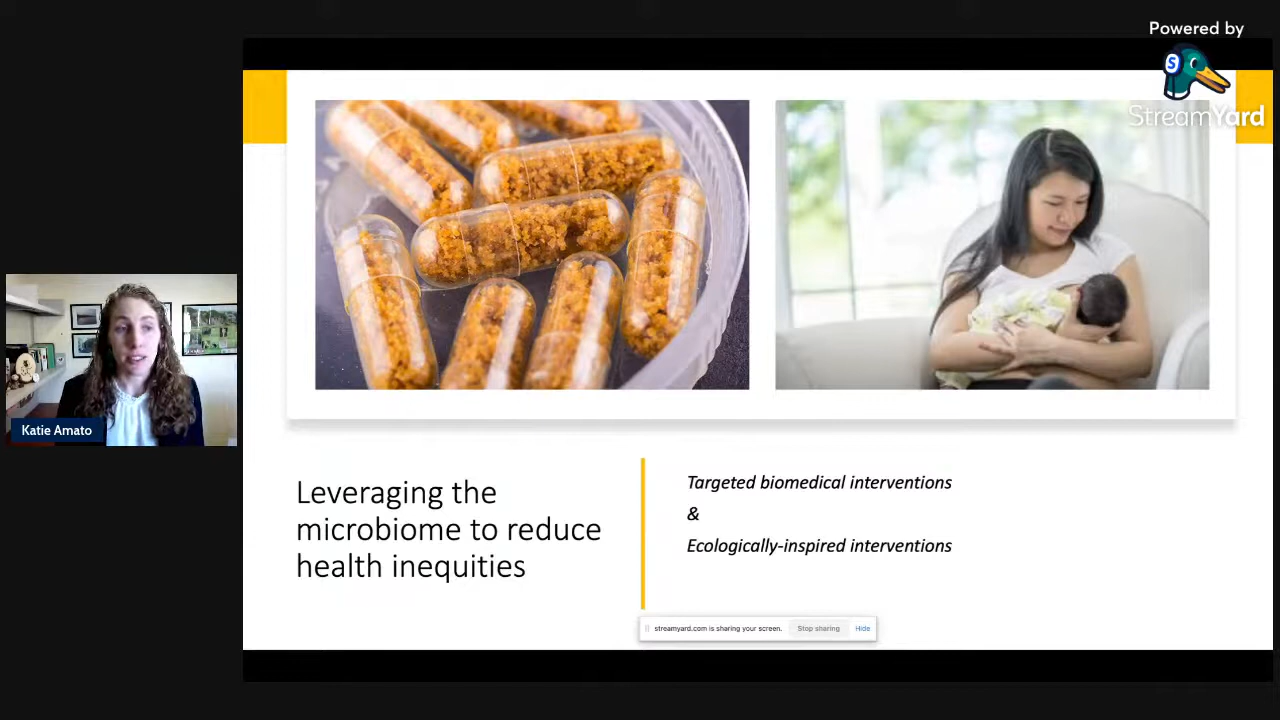 Powered by
S
StreamYard
Katie Amato
Leveraging the
microbiome to reduce
health inequities
Targeted biomedical interventions
&
Ecologically-inspired interventions
streamyard.com is sharing your screen. Stop sharing Hide